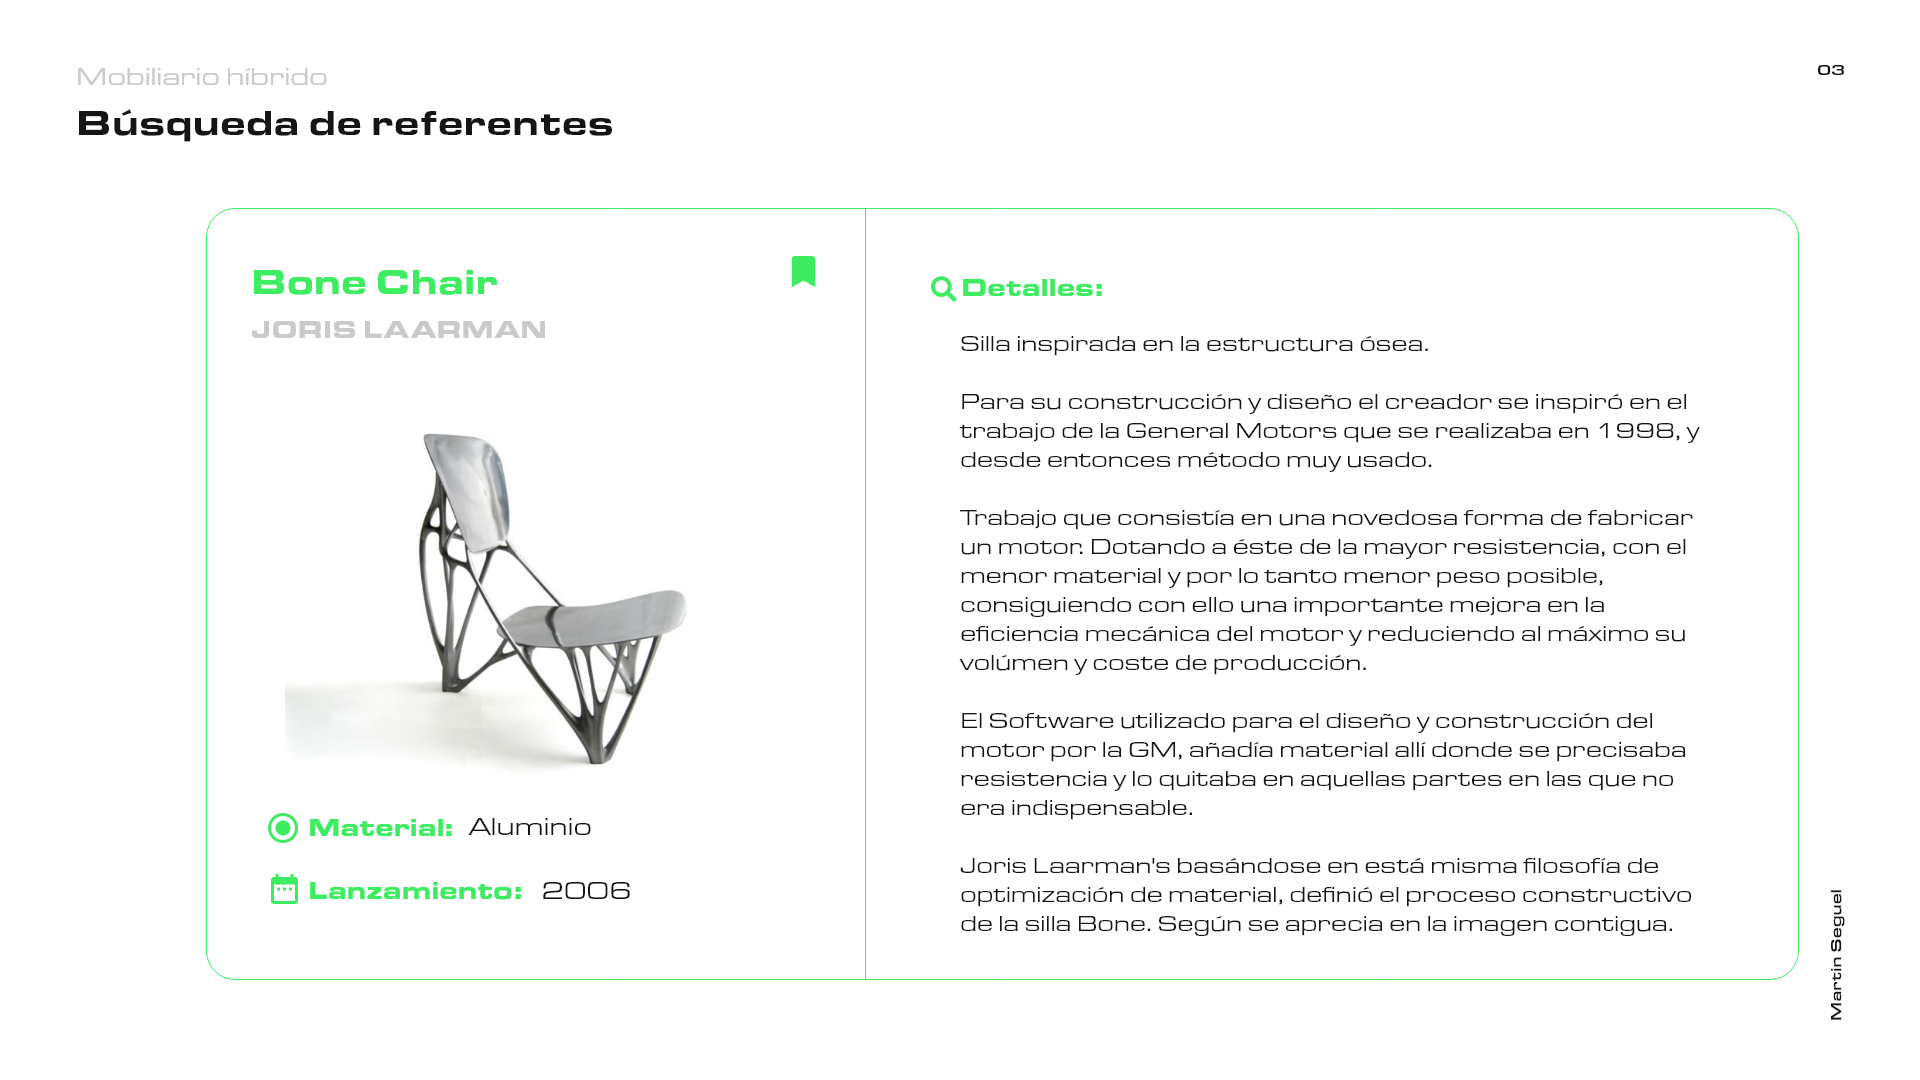 Mobiliario híbrido
Búsqueda de referentes
03
Bone Chair
JORIS LAARMAN
Material: Aluminio
Lanzamiento: 2006
Detalles:
Silla inspirada en la estructura ósea.
Para su construcción y diseño el creador se inspiró en el
trabajo de la General Motors que se realizaba en 1998, y
desde entonces método muy usado.
Trabajo que consistía en una novedosa forma de fabricar
un motor. Dotando a éste de la mayor resistencia, con el
menor material y por lo tanto menor peso posible,
consiguiendo con ello una importante mejora en la
eficiencia mecánica del motor y reduciendo al máximo su
volúmen y coste de producción.
El Software utilizado para el diseño y construcción del
motor por la GM, añadía material allí donde se precisaba
resistencia y lo quitaba en aquellas partes en las que no
era indispensable.
Joris Laarman's basándose en está misma filosofía de
optimización de material, definió el proceso constructivo
de la silla Bone. Según se aprecia en la imagen contigua.
Martin Seguel